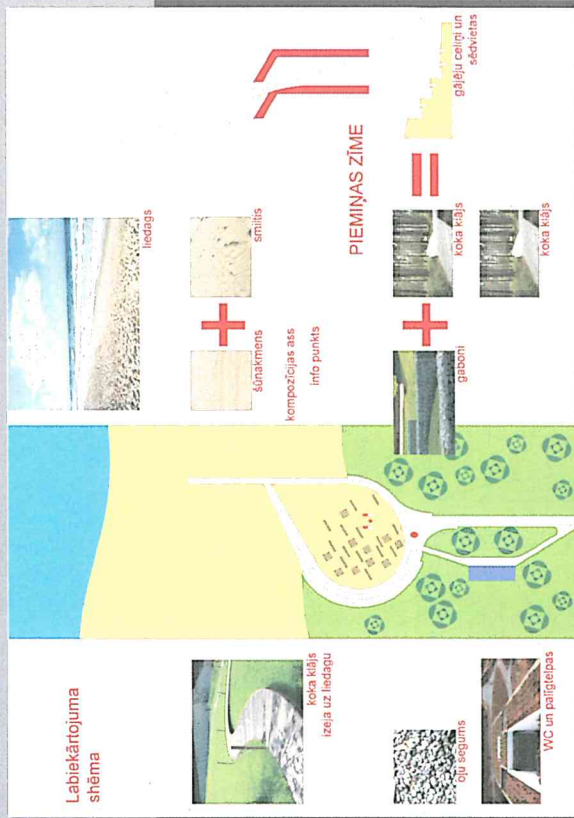 Labiekārtojuma
shēma
koka klājs
izeja uz liedagu
oļu segums
WC un palīgtelpas
liedags
šūnakmens
smiltis
kompozīcijas ass
info punkts
PIEMIŅAS ZĪME
gaboni
koka klājs
koka klājs
gājēju celiņi un
sēdvietas